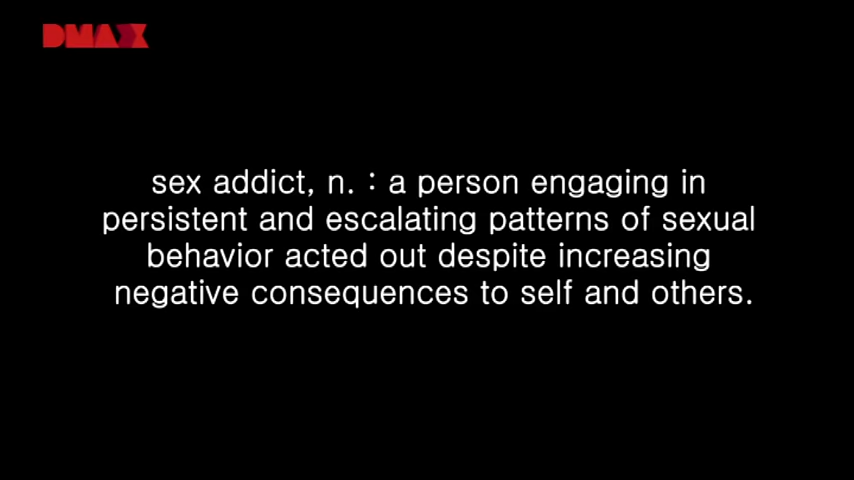 DMAX
sex addict, n. : a person engaging in
persistent and escalating patterns of sexual
behavior acted out despite increasing
negative consequences to self and others.